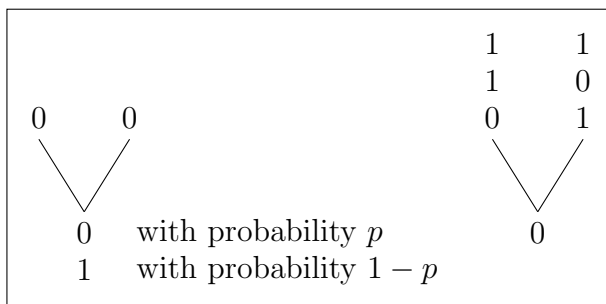 1 1
1 0
0 0 0 1
0 with probability p 0
1 with probability 1 − p